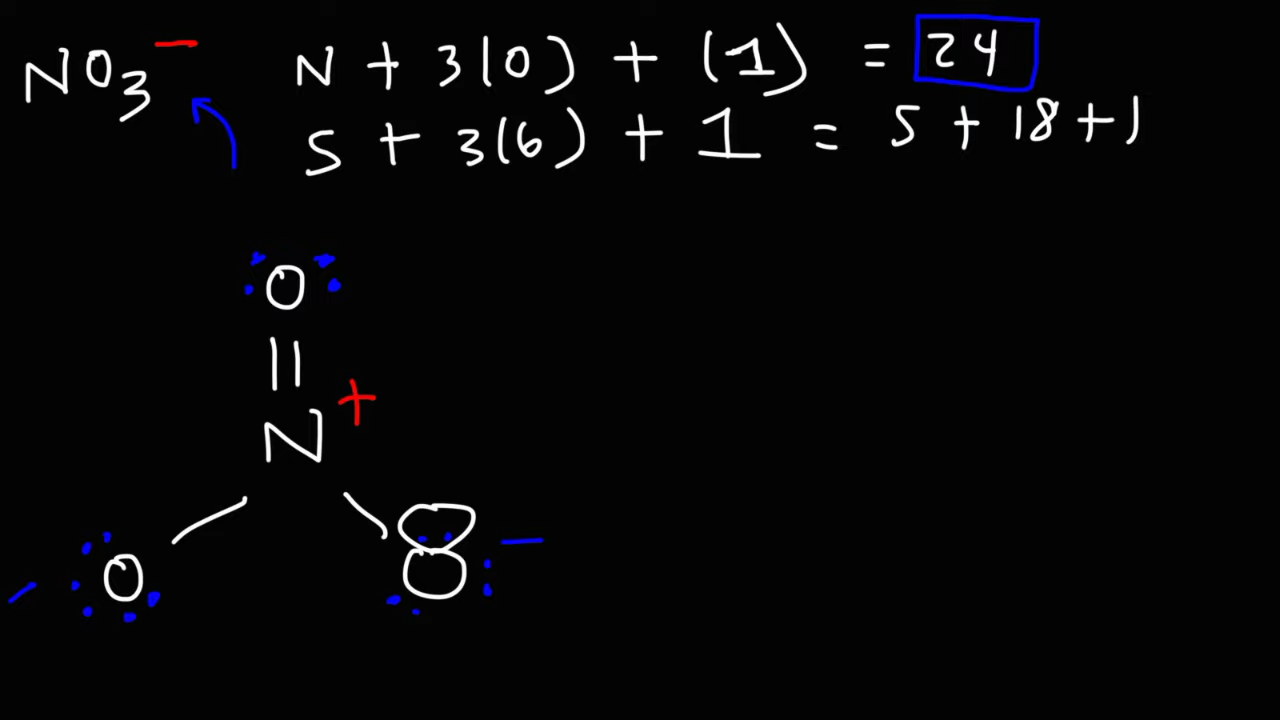 NO₃⁻ N + 3(O) + (1) = 24
5 + 3(6) + 1 = 5 + 18 + 1
O
||
N +
− O O −